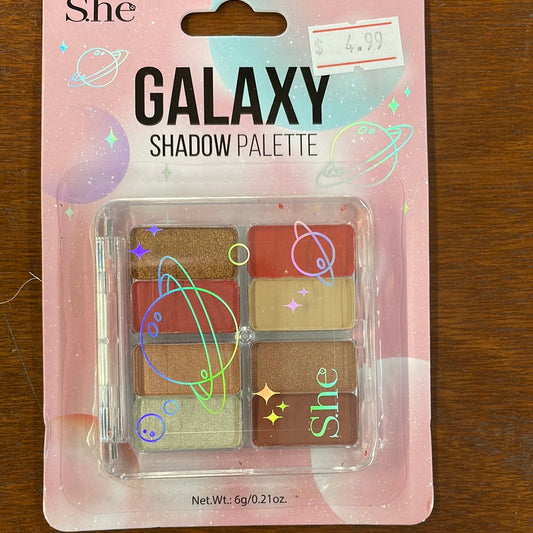 S.he
$ 4.99
GALAXY
SHADOW PALETTE
She
Net.Wt.: 6g/0.21oz.